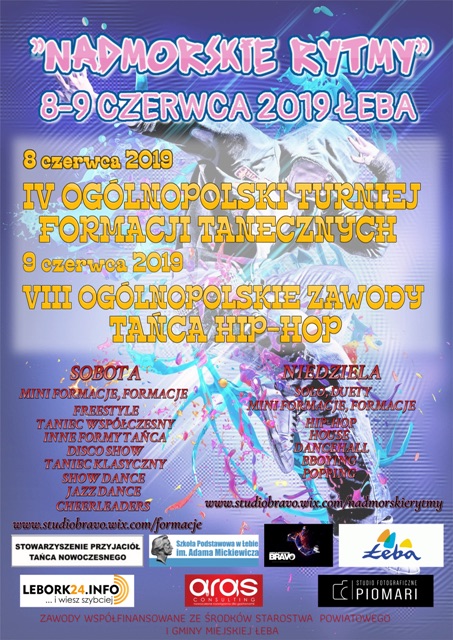 "NADMORSKIE RYTMY"
8-9 CZERWCA 2019 ŁEBA
8 czerwca 2019
IV OGÓLNOPOLSKI TURNIEJ
FORMACJI TANECZNYCH
9 czerwca 2019
VIII OGÓLNOPOLSKIE ZAWODY
TAŃCA HIP-HOP
SOBOTA
MINI FORMACJE, FORMACJE
FREESTYLE
TANIEC WSPÓŁCZESNY
INNE FORMY TAŃCA
DISCO SHOW
TANIEC KLASYCZNY
SHOW DANCE
JAZZ DANCE
CHEERLEADERS
www.studiobravo.wix.com/formacje
NIEDZIELA
SOLO, DUETY
MINI FORMACJE, FORMACJE
HIP-HOP
HOUSE
DANCEHALL
BBOYING
POPPING
www.studiobravo.wix.com/nadmorskierytmy
STOWARZYSZENIE PRZYJACIÓŁ
TAŃCA NOWOCZESNEGO
Szkoła Podstawowa w Łebie
im. Adama Mickiewicza
BRAVO
Łeba
LEBORK24.INFO
... i wiesz szybciej
aras
CONSULTING
STUDIO FOTOGRAFICZNE
PIOMARI
ZAWODY WSPÓŁFINANSOWANE ZE ŚRODKÓW STAROSTWA POWIATOWEGO
I GMINY MIEJSKIEJ ŁEBA